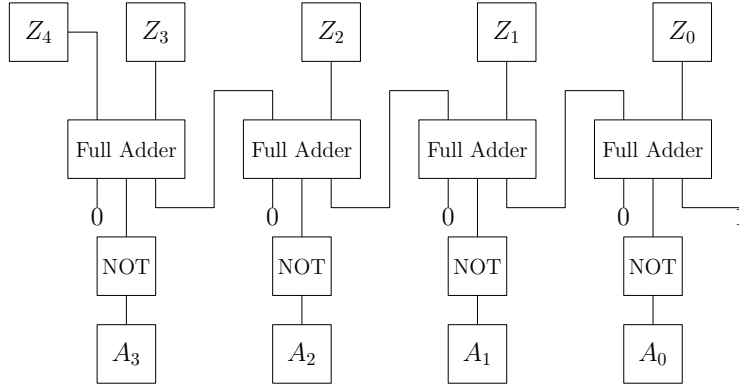 Z₄ Z₃ Z₂ Z₁ Z₀
Full Adder Full Adder Full Adder Full Adder
0 0 0 0
NOT NOT NOT NOT
A₃ A₂ A₁ A₀